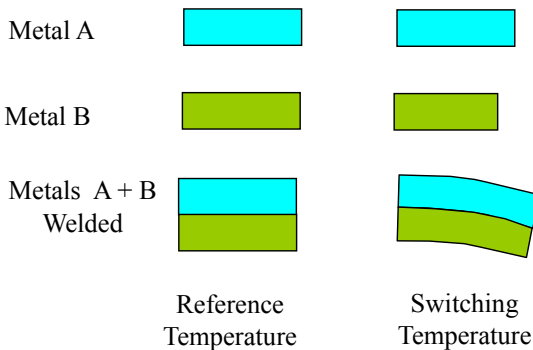 Metal A
Metal B
Metals A + B
Welded
Reference
Temperature
Switching
Temperature